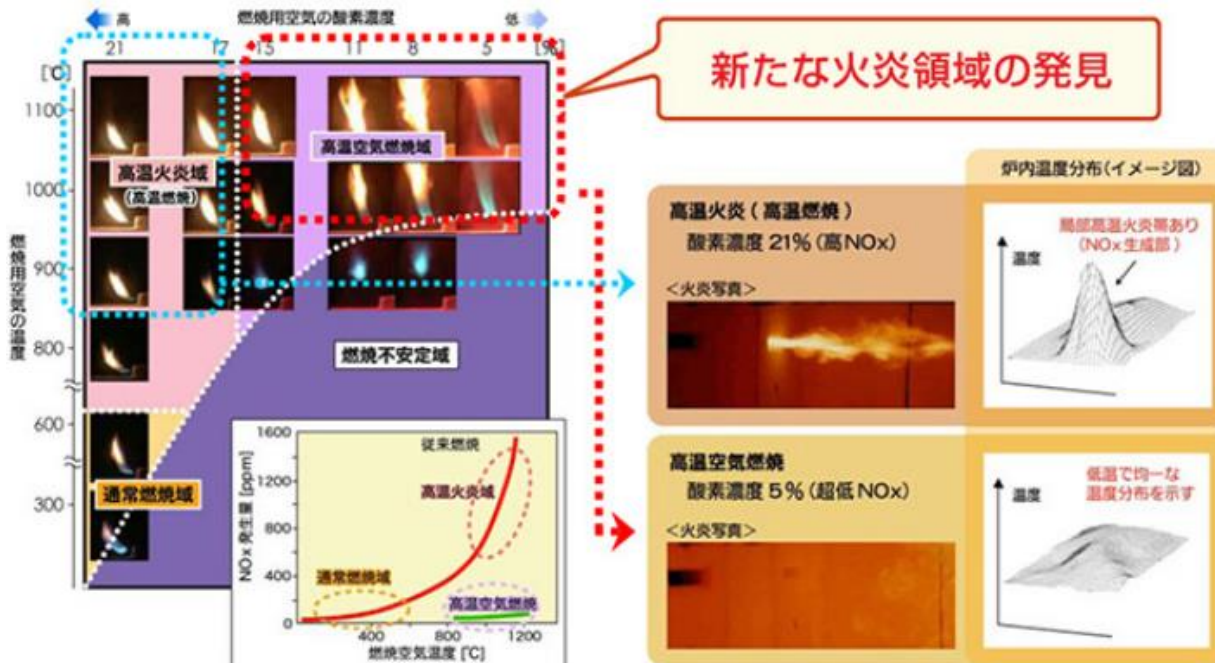 燃焼用空気の酸素濃度
高
低
21
17
15
11
8
5
[%]
[℃]
1100
1000
900
800
600
300
燃焼用空気の温度
高温火炎域
(高温燃焼)
高温空気燃焼域
燃焼不安定域
通常燃焼域
新たな火炎領域の発見
1600
1200
800
400
0
NOx 発生量 [ppm]
従来燃焼
高温火炎域
通常燃焼域
高温空気燃焼
400
800
1200
燃焼空気温度 [℃]
炉内温度分布(イメージ図)
高温火炎(高温燃焼)
酸素濃度 21%(高NOx)
<火炎写真>
局部高温火炎帯あり
(NOx生成部)
温度
高温空気燃焼
酸素濃度 5%(超低 NOx)
<火炎写真>
低温で均一な
温度分布を示す
温度